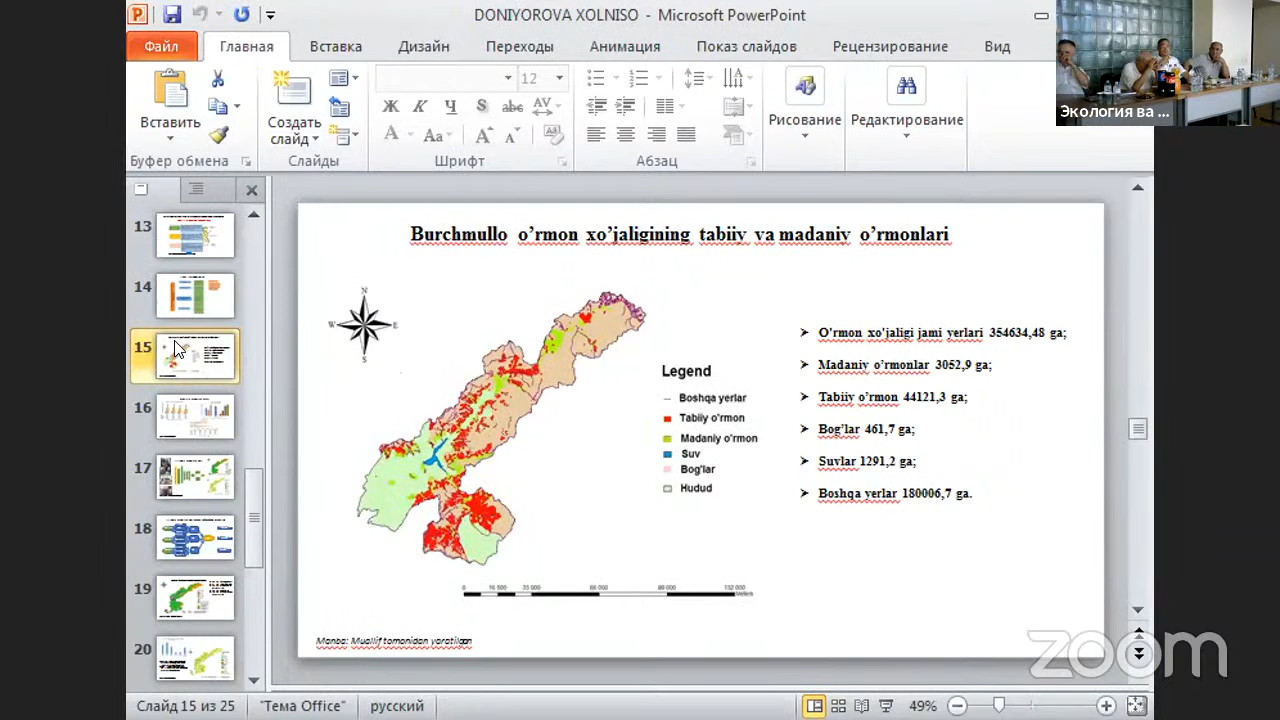 DONIYOROVA XOLNISO - Microsoft PowerPoint
Файл Главная Вставка Дизайн Переходы Анимация Показ слайдов Рецензирование Вид
Вставить
Создать слайд
12
Ж К Ч S abc AV
A Aa A A
Рисование
Редактирование
Буфер обмена Слайды Шрифт Абзац
Экология ва ...
13
14
15
16
17
18
19
20
Burchmullo o’rmon xo’jaligining tabiiy va madaniy o’rmonlari
N
W E
S
Legend
Boshqa yerlar
Tabiiy o'rmon
Madaniy o'rmon
Suv
Bog'lar
Hudud
O'rmon xo'jaligi jami yerlari 354634,48 ga;
Madaniy o’rmonlar 3052,9 ga;
Tabiiy o’rmon 44121,3 ga;
Bog’lar 461,7 ga;
Suvlar 1291,2 ga;
Boshqa yerlar 180006,7 ga.
Manba: Muallif tomonidan yaratilgan
zoom
Слайд 15 из 25 "Тема Office" русский 49%